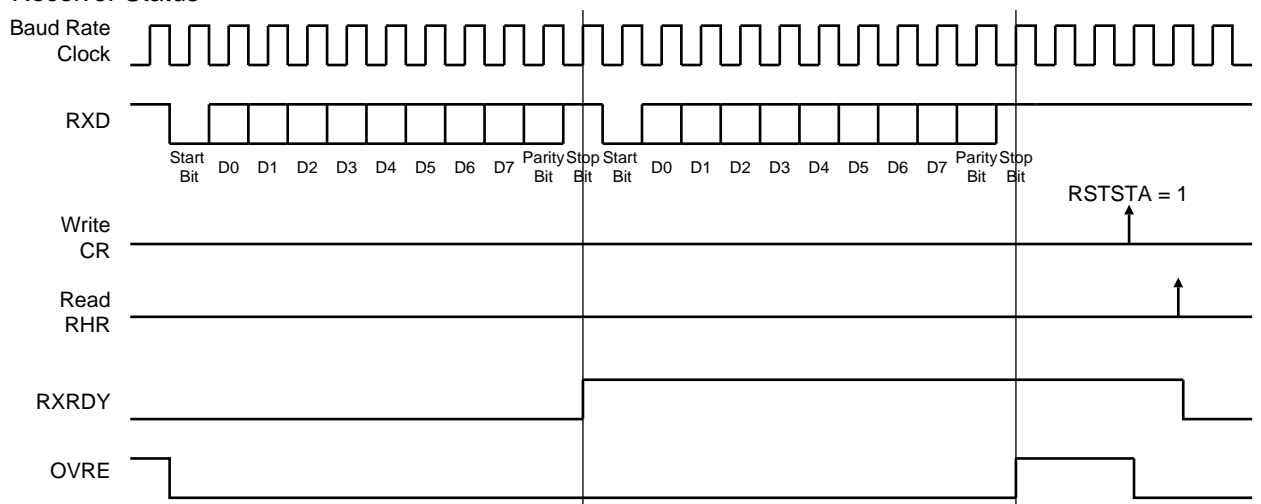 Receiver Status
Baud Rate
Clock
RXD
Start
Bit
D0
D1
D2
D3
D4
D5
D6
D7
Parity
Bit
Stop
Bit
Start
Bit
D0
D1
D2
D3
D4
D5
D6
D7
Parity
Bit
Stop
Bit
RSTSTA = 1
Write
CR
Read
RHR
RXRDY
OVRE